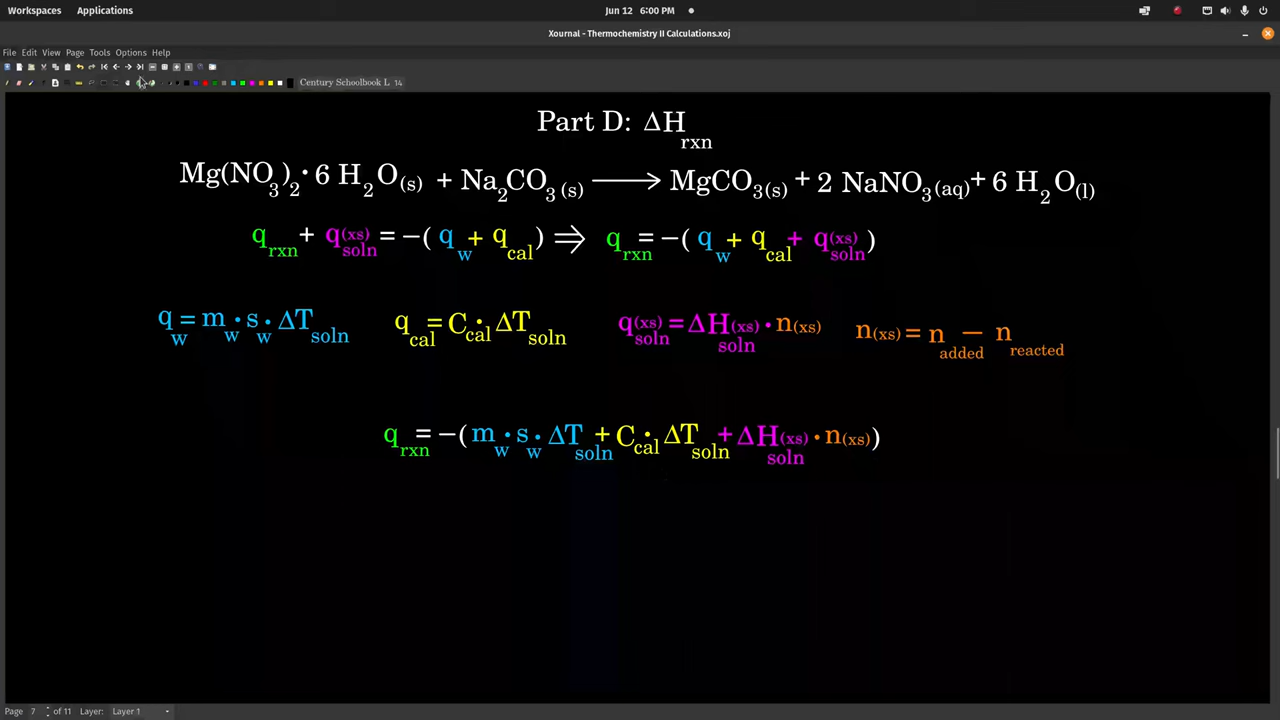 Workspaces Applications Jun 12 6:00 PM
Xournal - Thermochemistry II Calculations.xoj
File Edit View Page Tools Options Help
Century Schoolbook L 14
Part D: ΔH rxn
Mg(NO3)2 · 6 H2O(s) + Na2CO3(s) ⟶ MgCO3(s) + 2 NaNO3(aq) + 6 H2O(l)
q rxn + q(xs) soln = −( q w + q cal ) ⇒ q rxn = −( q w + q cal + q(xs) soln )
q w = m w · s w · ΔT soln q cal = C cal · ΔT soln q(xs) soln = ΔH(xs) soln · n(xs) n(xs) = n added − n reacted
q rxn = −( m w · s w · ΔT soln + C cal · ΔT soln + ΔH(xs) soln · n(xs) )
Page 7 of 11 Layer: Layer 1